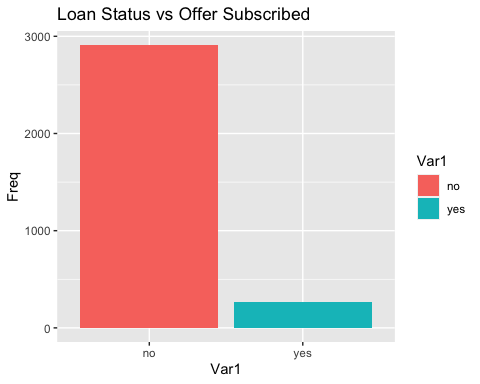 Loan Status vs Offer Subscribed
3000
2000
1000
0
Freq
no
yes
Var1
Var1
no
yes